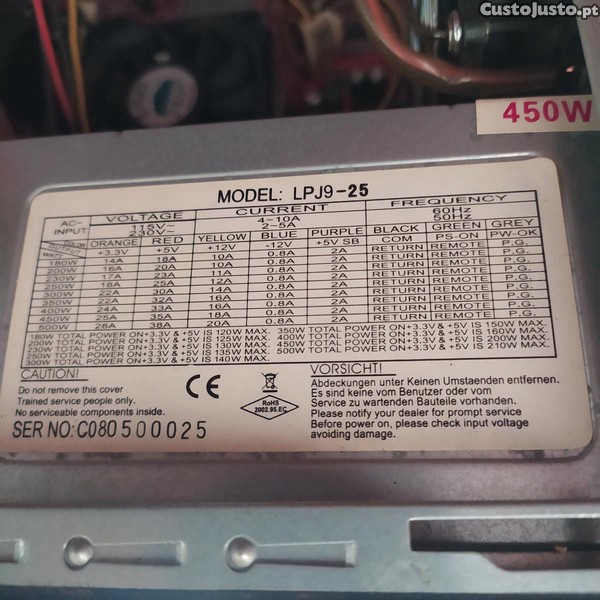 CustoJusto.pt
450W
MODEL: LPJ9-25
AC-INPUT VOLTAGE CURRENT FREQUENCY
115V~ 4~10A 60Hz
230V~ 2~5A 50Hz
COLOR ORANGE RED YELLOW BLUE PURPLE BLACK GREEN GREY
OUTPUT +3.3V +5V +12V -12V +5V SB COM PS-ON PW-OK
180W 14A 18A 10A 0.8A 2A RETURN REMOTE P.G.
200W 16A 20A 10A 0.8A 2A RETURN REMOTE P.G.
230W 17A 23A 11A 0.8A 2A RETURN REMOTE P.G.
250W 18A 25A 12A 0.8A 2A RETURN REMOTE P.G.
300W 22A 30A 14A 0.8A 2A RETURN REMOTE P.G.
350W 22A 32A 16A 0.8A 2A RETURN REMOTE P.G.
400W 24A 33A 16A 0.8A 2A RETURN REMOTE P.G.
450W 25A 35A 18A 0.8A 2A RETURN REMOTE P.G.
500W 28A 38A 20A 0.8A 2A RETURN REMOTE P.G.
180W TOTAL POWER ON+3.3V & +5V IS 120W MAX. 350W TOTAL POWER ON+3.3V & +5V IS 150W MAX.
200W TOTAL POWER ON+3.3V & +5V IS 125W MAX. 400W TOTAL POWER ON+3.3V & +5V IS 160W MAX.
230W TOTAL POWER ON+3.3V & +5V IS 130W MAX. 450W TOTAL POWER ON+3.3V & +5V IS 200W MAX.
250W TOTAL POWER ON+3.3V & +5V IS 135W MAX. 500W TOTAL POWER ON+3.3V & +5V IS 210W MAX.
300W TOTAL POWER ON+3.3V & +5V IS 140W MAX.
CAUTION!
Do not remove this cover
Trained service people only.
No serviceable components inside.
SER NO: C080500025
CE
RoHS
2002.95.EC
VORSICHT!
Abdeckungen unter Keinen Umstaenden entfernen.
Es sind keine vom Benutzer oder vom
Service zu wartenden Bauteile vorhanden.
Please notify your dealer for prompt service
Before power on, please check input voltage
avoiding damaging.